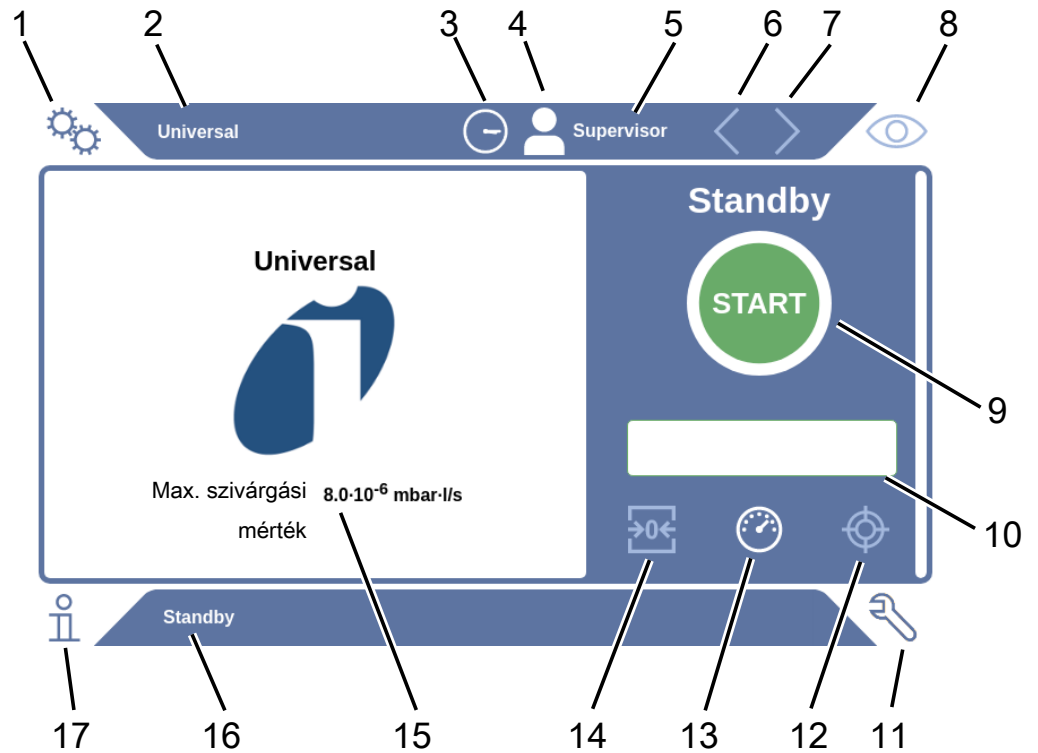 1 2 3 4 5 6 7 8
Universal Supervisor
Standby
Universal
START
9
Max. szivárgási 8.0·10⁻⁶ mbar·l/s
mérték
→0←
10
Standby
17 16 15 14 13 12 11